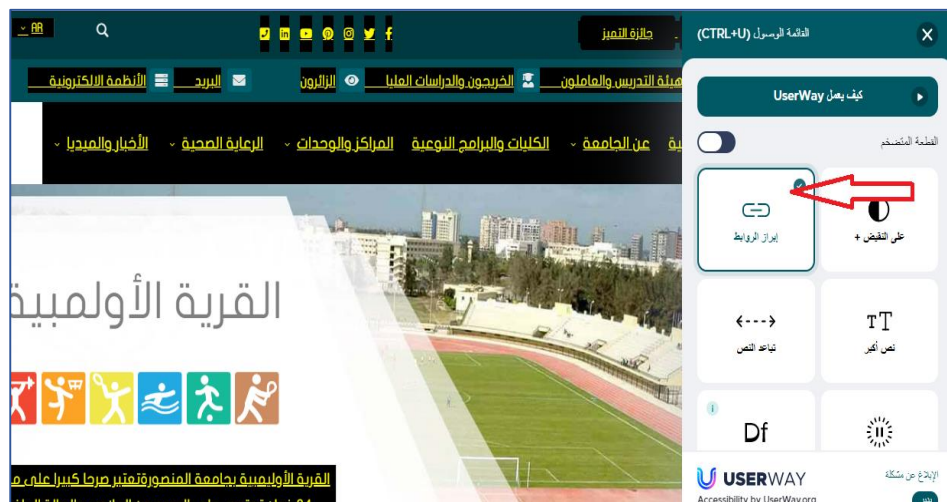 AR
جائزة التميز
هيئة التدريس والعاملون
الخريجون والدراسات العليا
الزائرون
البريد
الأنظمة الالكترونية
عن الجامعة
الكليات والبرامج النوعية
المراكز والوحدات
الرعاية الصحية
الأخبار والميديا
القرية الأولمبية
القرية الأوليمبية بجامعة المنصورةتعتبر صرحا كبيرا على
القائمة الوصول (CTRL+U)
كيف يعمل UserWay
القطعة المتضخم
على النقيض +
إبراز الروابط
نص أكبر
تباعد النص
Df
الإبلاغ عن مشكلة
USERWAY
Accessibility by UserWay.org